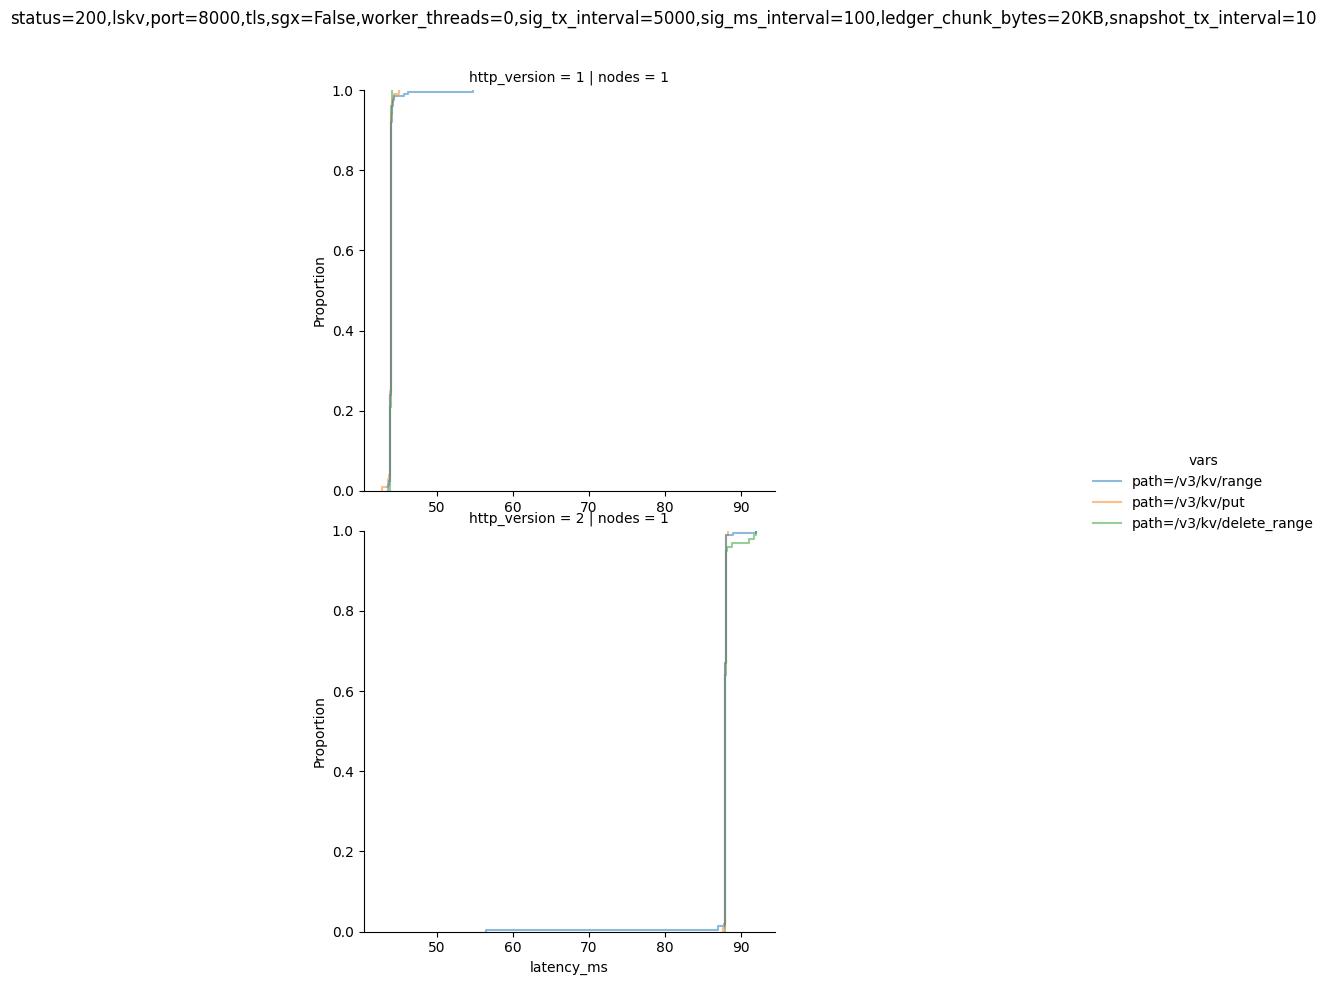 status=200,lskv,port=8000,tls,sgx=False,worker_threads=0,sig_tx_interval=5000,sig_ms_interval=100,ledger_chunk_bytes=20KB,snapshot_tx_interval=10
http_version = 1 | nodes = 1
1.0
0.8
0.6
0.4
0.2
0.0
Proportion
50 60 70 80 90
http_version = 2 | nodes = 1
1.0
0.8
0.6
0.4
0.2
0.0
Proportion
50 60 70 80 90
latency_ms
vars
path=/v3/kv/range
path=/v3/kv/put
path=/v3/kv/delete_range